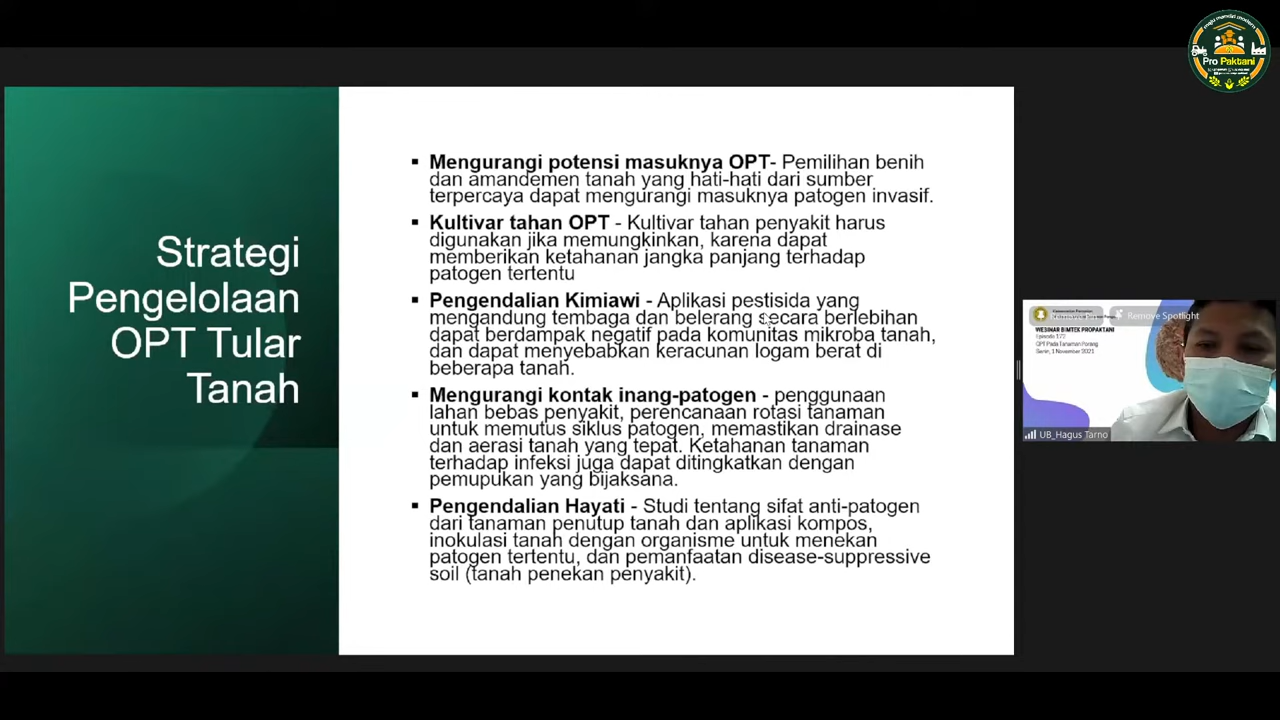 maju mandiri modern
Pro Paktani
Strategi
Pengelolaan
OPT Tular
Tanah
▪ Mengurangi potensi masuknya OPT- Pemilihan benih
dan amandemen tanah yang hati-hati dari sumber
terpercaya dapat mengurangi masuknya patogen invasif.
▪ Kultivar tahan OPT - Kultivar tahan penyakit harus
digunakan jika memungkinkan, karena dapat
memberikan ketahanan jangka panjang terhadap
patogen tertentu
▪ Pengendalian Kimiawi - Aplikasi pestisida yang
mengandung tembaga dan belerang secara berlebihan
dapat berdampak negatif pada komunitas mikroba tanah,
dan dapat menyebabkan keracunan logam berat di
beberapa tanah.
▪ Mengurangi kontak inang-patogen - penggunaan
lahan bebas penyakit, perencanaan rotasi tanaman
untuk memutus siklus patogen, memastikan drainase
dan aerasi tanah yang tepat. Ketahanan tanaman
terhadap infeksi juga dapat ditingkatkan dengan
pemupukan yang bijaksana.
▪ Pengendalian Hayati - Studi tentang sifat anti-patogen
dari tanaman penutup tanah dan aplikasi kompos,
inokulasi tanah dengan organisme untuk menekan
patogen tertentu, dan pemanfaatan disease-suppressive
soil (tanah penekan penyakit).
Remove Spotlight
WEBINAR BIMTEK PROPAKTANI
OPT Pada Tanaman Porang
Senin, 1 November 2021
UB_Hagus Tarno